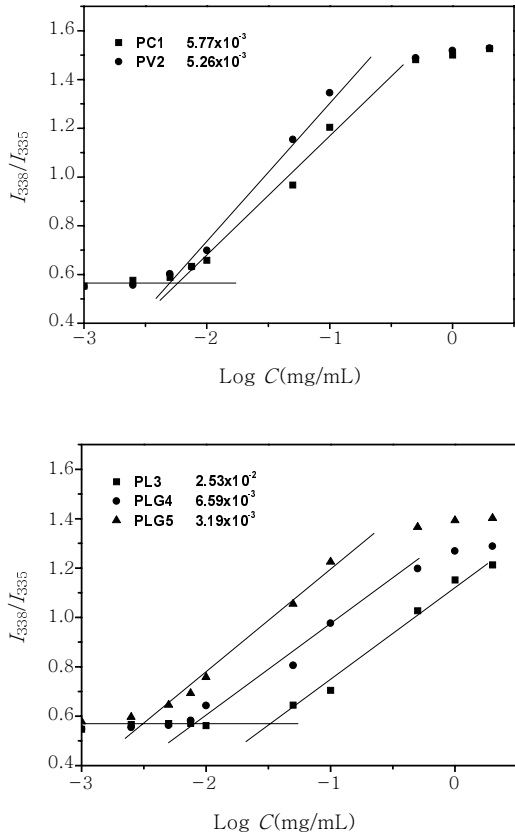 1.6
1.4
1.2
1.0
0.8
0.6
0.4
I338/I335
PC1 5.77x10-3
PV2 5.26x10-3
-3 -2 -1 0
Log C(mg/mL)
1.6
1.4
1.2
1.0
0.8
0.6
0.4
I338/I335
PL3 2.53x10-2
PLG4 6.59x10-3
PLG5 3.19x10-3
-3 -2 -1 0
Log C(mg/mL)